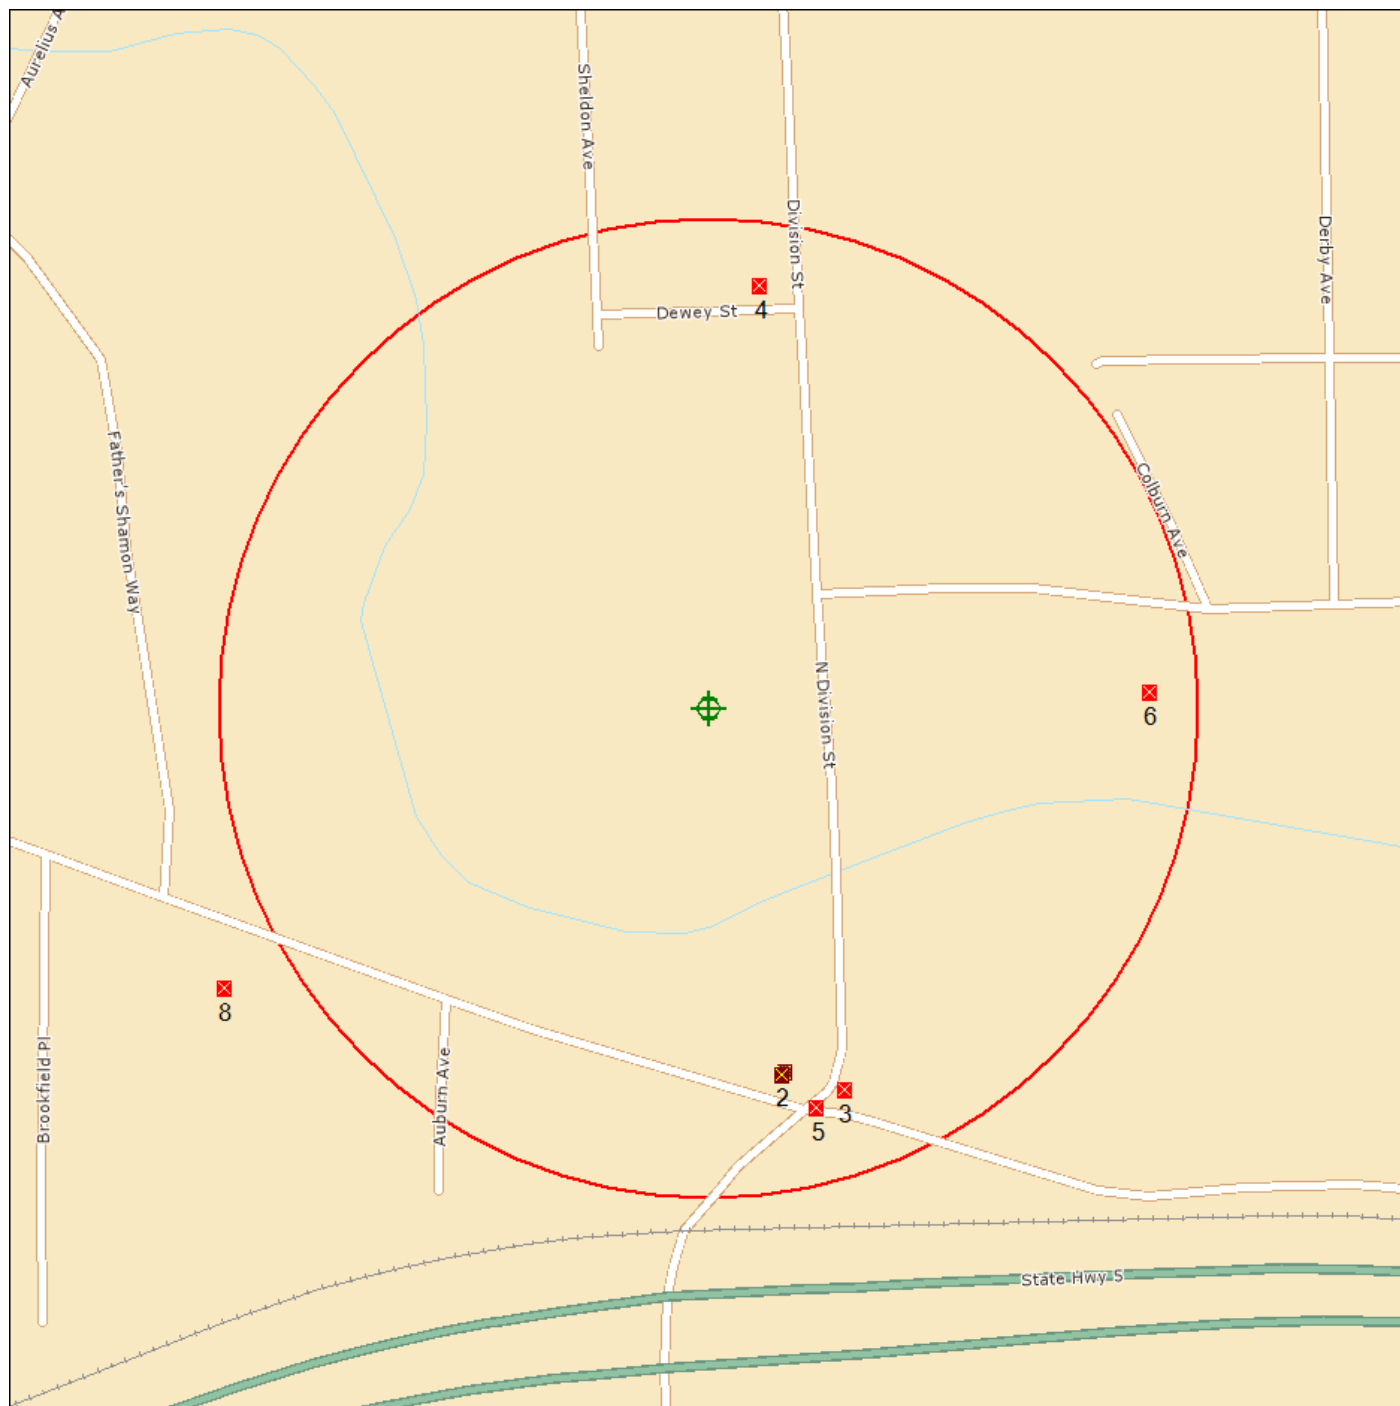 Aurelius A
Sheldon Ave
Division St
Derby Ave
4
Dewey St
Father's Shamon Way
Colburn Ave
N Division St
6
8
Brookfield Pl
Auburn Ave
2
3
5
State Hwy 5